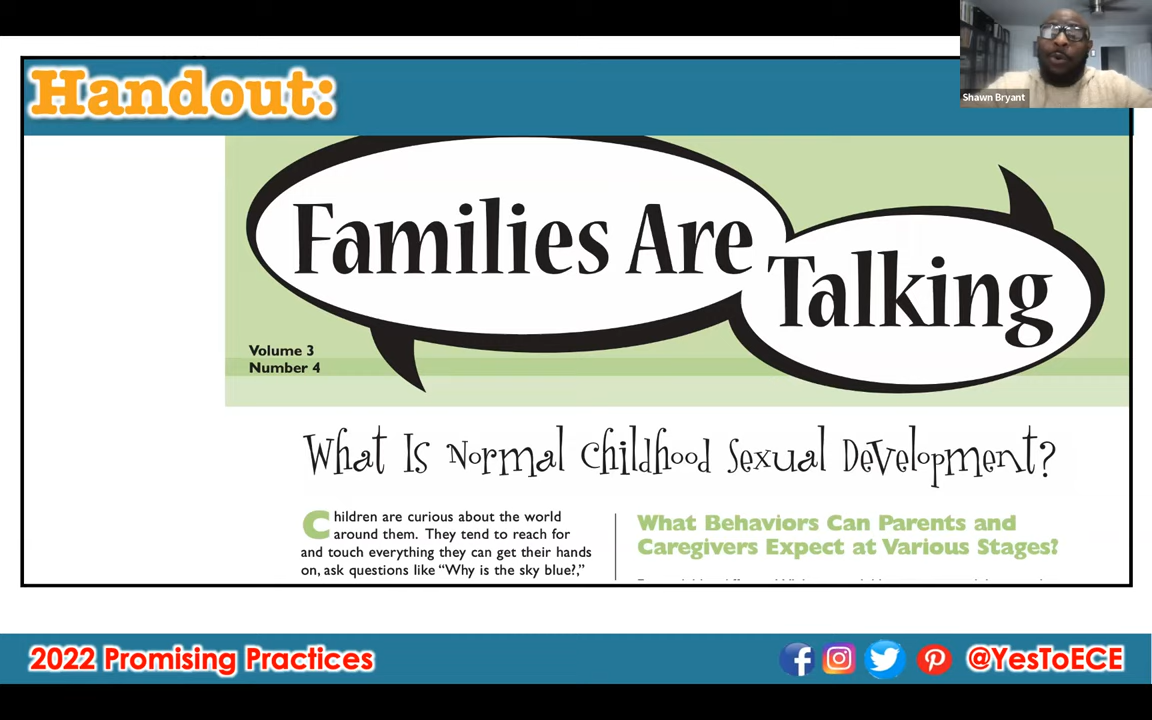 Handout:
Shawn Bryant
Families Are
Talking
Volume 3
Number 4
What Is Normal Childhood Sexual Development?
Children are curious about the world
around them. They tend to reach for
and touch everything they can get their hands
on, ask questions like “Why is the sky blue?,”
What Behaviors Can Parents and
Caregivers Expect at Various Stages?
2022 Promising Practices
@YesToECE